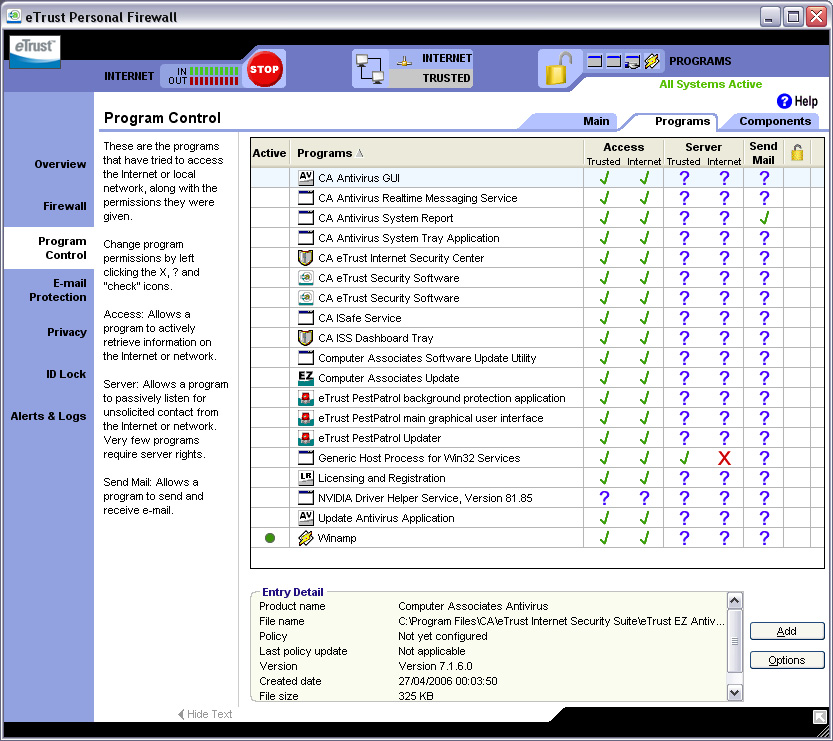 eTrust Personal Firewall
eTrust™
INTERNET
IN
OUT
STOP
INTERNET
TRUSTED
PROGRAMS
All Systems Active
? Help
Program Control
Main
Programs
Components
Overview
Firewall
Program
Control
E-mail
Protection
Privacy
ID Lock
Alerts & Logs
These are the programs
that have tried to access
the Internet or local
network, along with the
permissions they were
given.
Change program
permissions by left
clicking the X, ? and
"check" icons.
Access: Allows a
program to actively
retrieve information on
the Internet or network.
Server: Allows a program
to passively listen for
unsolicited contact from
the Internet or network.
Very few programs
require server rights.
Send Mail: Allows a
program to send and
receive e-mail.
Hide Text
Active Programs Access Server Send Mail
Trusted Internet Trusted Internet
AV CA Antivirus GUI ✓ ✓ ? ? ?
CA Antivirus Realtime Messaging Service ✓ ✓ ? ? ?
CA Antivirus System Report ✓ ✓ ? ? ✓
CA Antivirus System Tray Application ✓ ✓ ? ? ?
CA eTrust Internet Security Center ✓ ✓ ? ? ?
CA eTrust Security Software ✓ ✓ ? ? ?
CA eTrust Security Software ✓ ✓ ? ? ?
CA ISafe Service ✓ ✓ ? ? ?
CA ISS Dashboard Tray ✓ ✓ ? ? ?
Computer Associates Software Update Utility ✓ ✓ ? ? ?
EZ Computer Associates Update ✓ ✓ ? ? ?
eTrust PestPatrol background protection application ✓ ✓ ? ? ?
eTrust PestPatrol main graphical user interface ✓ ✓ ? ? ?
eTrust PestPatrol Updater ✓ ✓ ? ? ?
Generic Host Process for Win32 Services ✓ ✓ ✓ X ?
LR Licensing and Registration ✓ ✓ ? ? ?
NVIDIA Driver Helper Service, Version 81.85 ? ? ? ? ?
AV Update Antivirus Application ✓ ✓ ? ? ?
Winamp ✓ ✓ ? ? ?
Entry Detail
Product name Computer Associates Antivirus
File name C:\Program Files\CA\eTrust Internet Security Suite\eTrust EZ Antiv...
Policy Not yet configured
Last policy update Not applicable
Version Version 7.1.6.0
Created date 27/04/2006 00:03:50
File size 325 KB
Add
Options